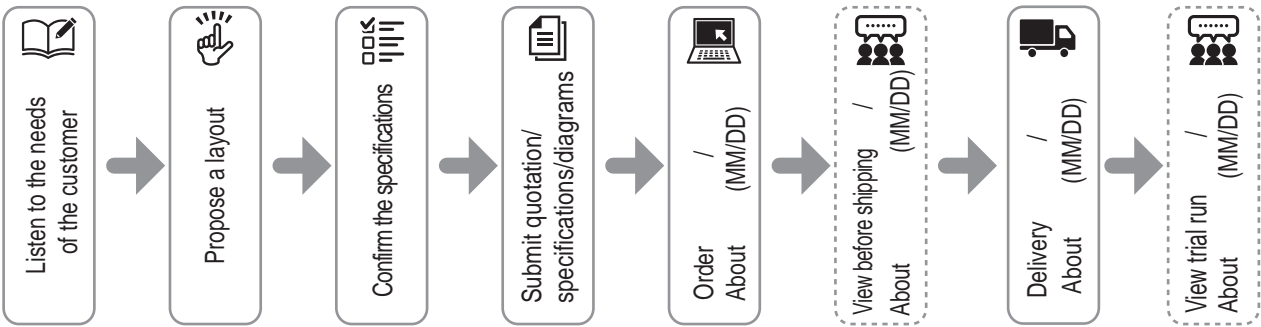 Listen to the needs
of the customer
Propose a layout
Confirm the specifications
Submit quotation/
specifications/diagrams
Order /
About (MM/DD)
View before shipping /
About (MM/DD)
Delivery /
About (MM/DD)
View trial run /
About (MM/DD)